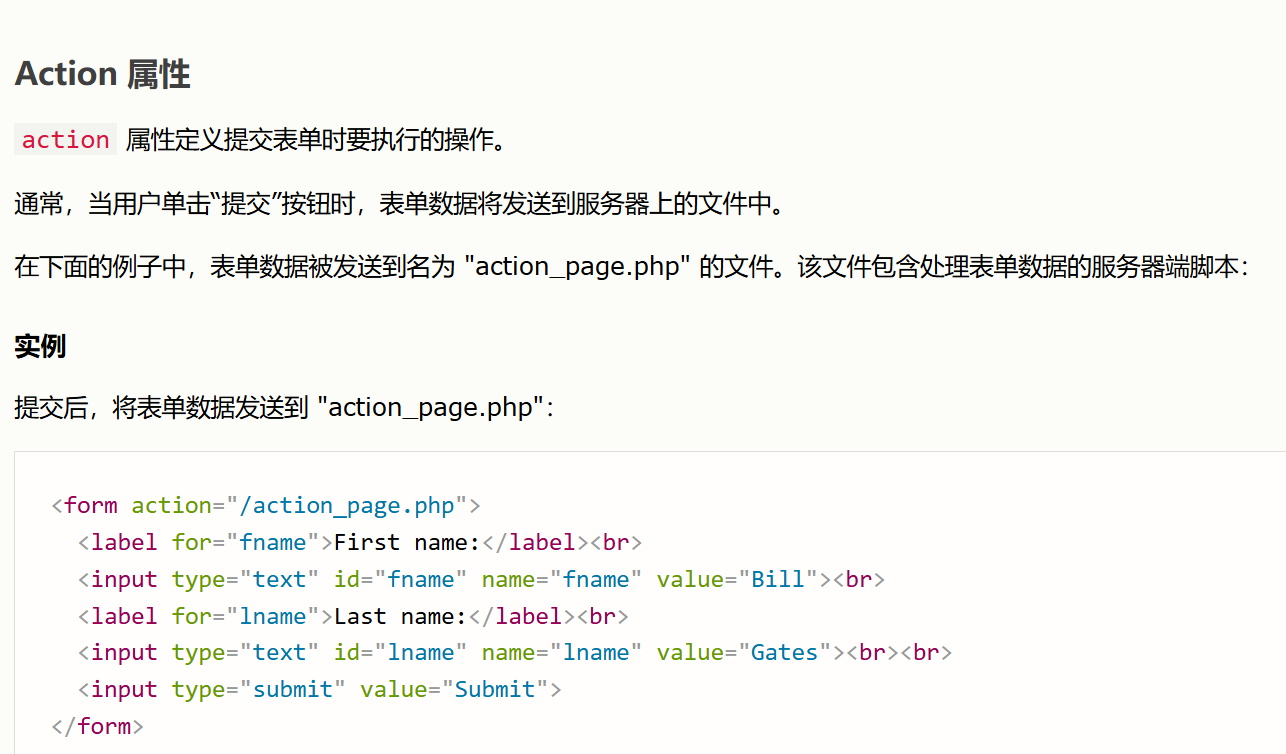 Action 属性
action 属性定义提交表单时要执行的操作。
通常，当用户单击“提交”按钮时，表单数据将发送到服务器上的文件中。
在下面的例子中，表单数据被发送到名为 "action_page.php" 的文件。该文件包含处理表单数据的服务器端脚本：
实例
提交后，将表单数据发送到 "action_page.php"：
<form action="/action_page.php">
  <label for="fname">First name:</label><br>
  <input type="text" id="fname" name="fname" value="Bill"><br>
  <label for="lname">Last name:</label><br>
  <input type="text" id="lname" name="lname" value="Gates"><br><br>
  <input type="submit" value="Submit">
</form>